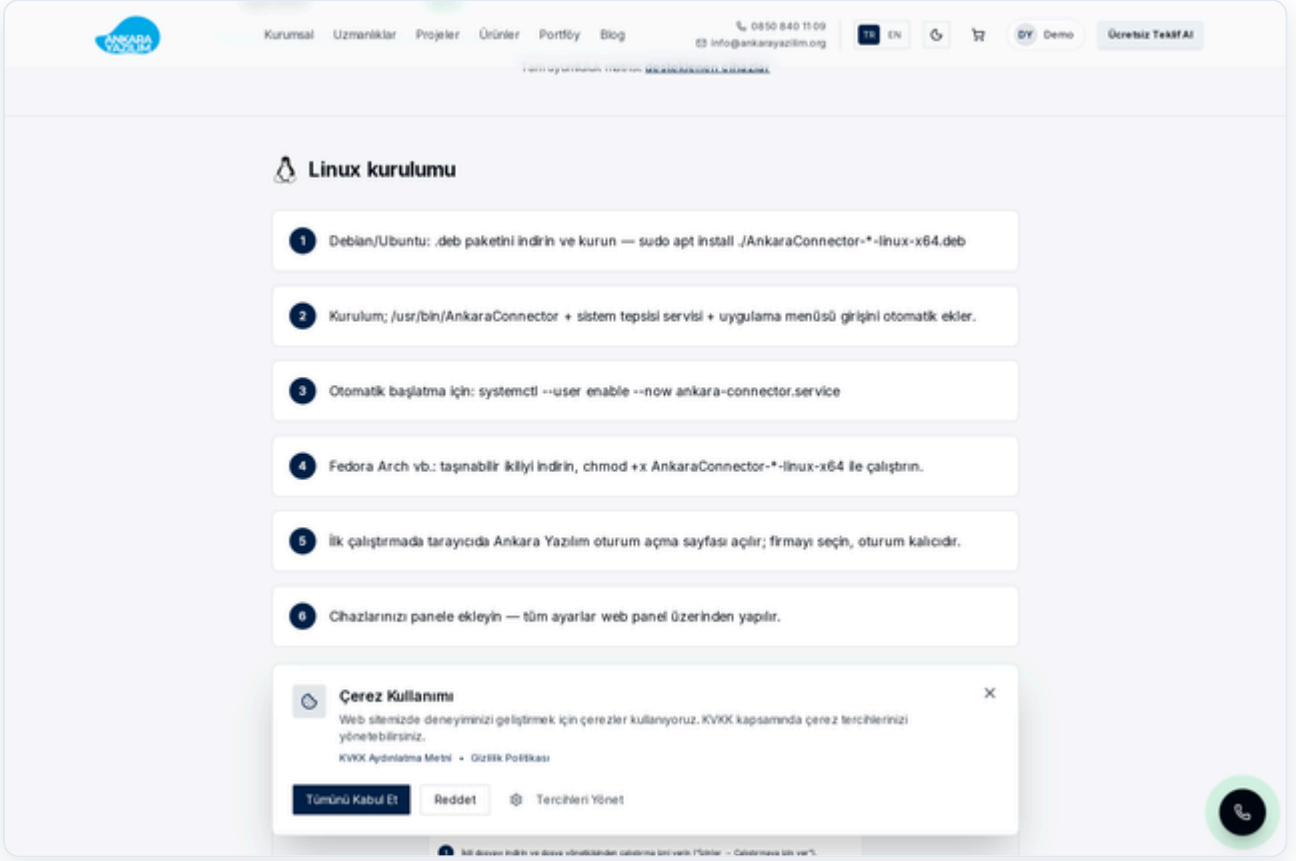 ANKARA
YAZILIM
Kurumsal Uzmanlıklar Projeler Ürünler Portföy Blog
0850 840 11 09
info@ankarayazilim.org
TR EN
DY Demo
Ücretsiz Teklif Al
desteklenen cihazlar
Linux kurulumu
1 Debian/Ubuntu: .deb paketini indirin ve kurun — sudo apt install ./AnkaraConnector-*-linux-x64.deb
2 Kurulum; /usr/bin/AnkaraConnector + sistem tepsisi servisi + uygulama menüsü girişini otomatik ekler.
3 Otomatik başlatma için: systemctl --user enable --now ankara-connector.service
4 Fedora Arch vb.: taşınabilir ikiliyi indirin, chmod +x AnkaraConnector-*-linux-x64 ile çalıştırın.
5 İlk çalıştırmada tarayıcıda Ankara Yazılım oturum açma sayfası açılır; firmayı seçin, oturum kalıcıdır.
6 Cihazlarınızı panele ekleyin — tüm ayarlar web panel üzerinden yapılır.
Çerez Kullanımı
Web sitemizde deneyiminizi geliştirmek için çerezler kullanıyoruz. KVKK kapsamında çerez tercihlerinizi
yönetebilirsiniz.
KVKK Aydınlatma Metni • Gizlilik Politikası
Tümünü Kabul Et Reddet Tercihleri Yönet